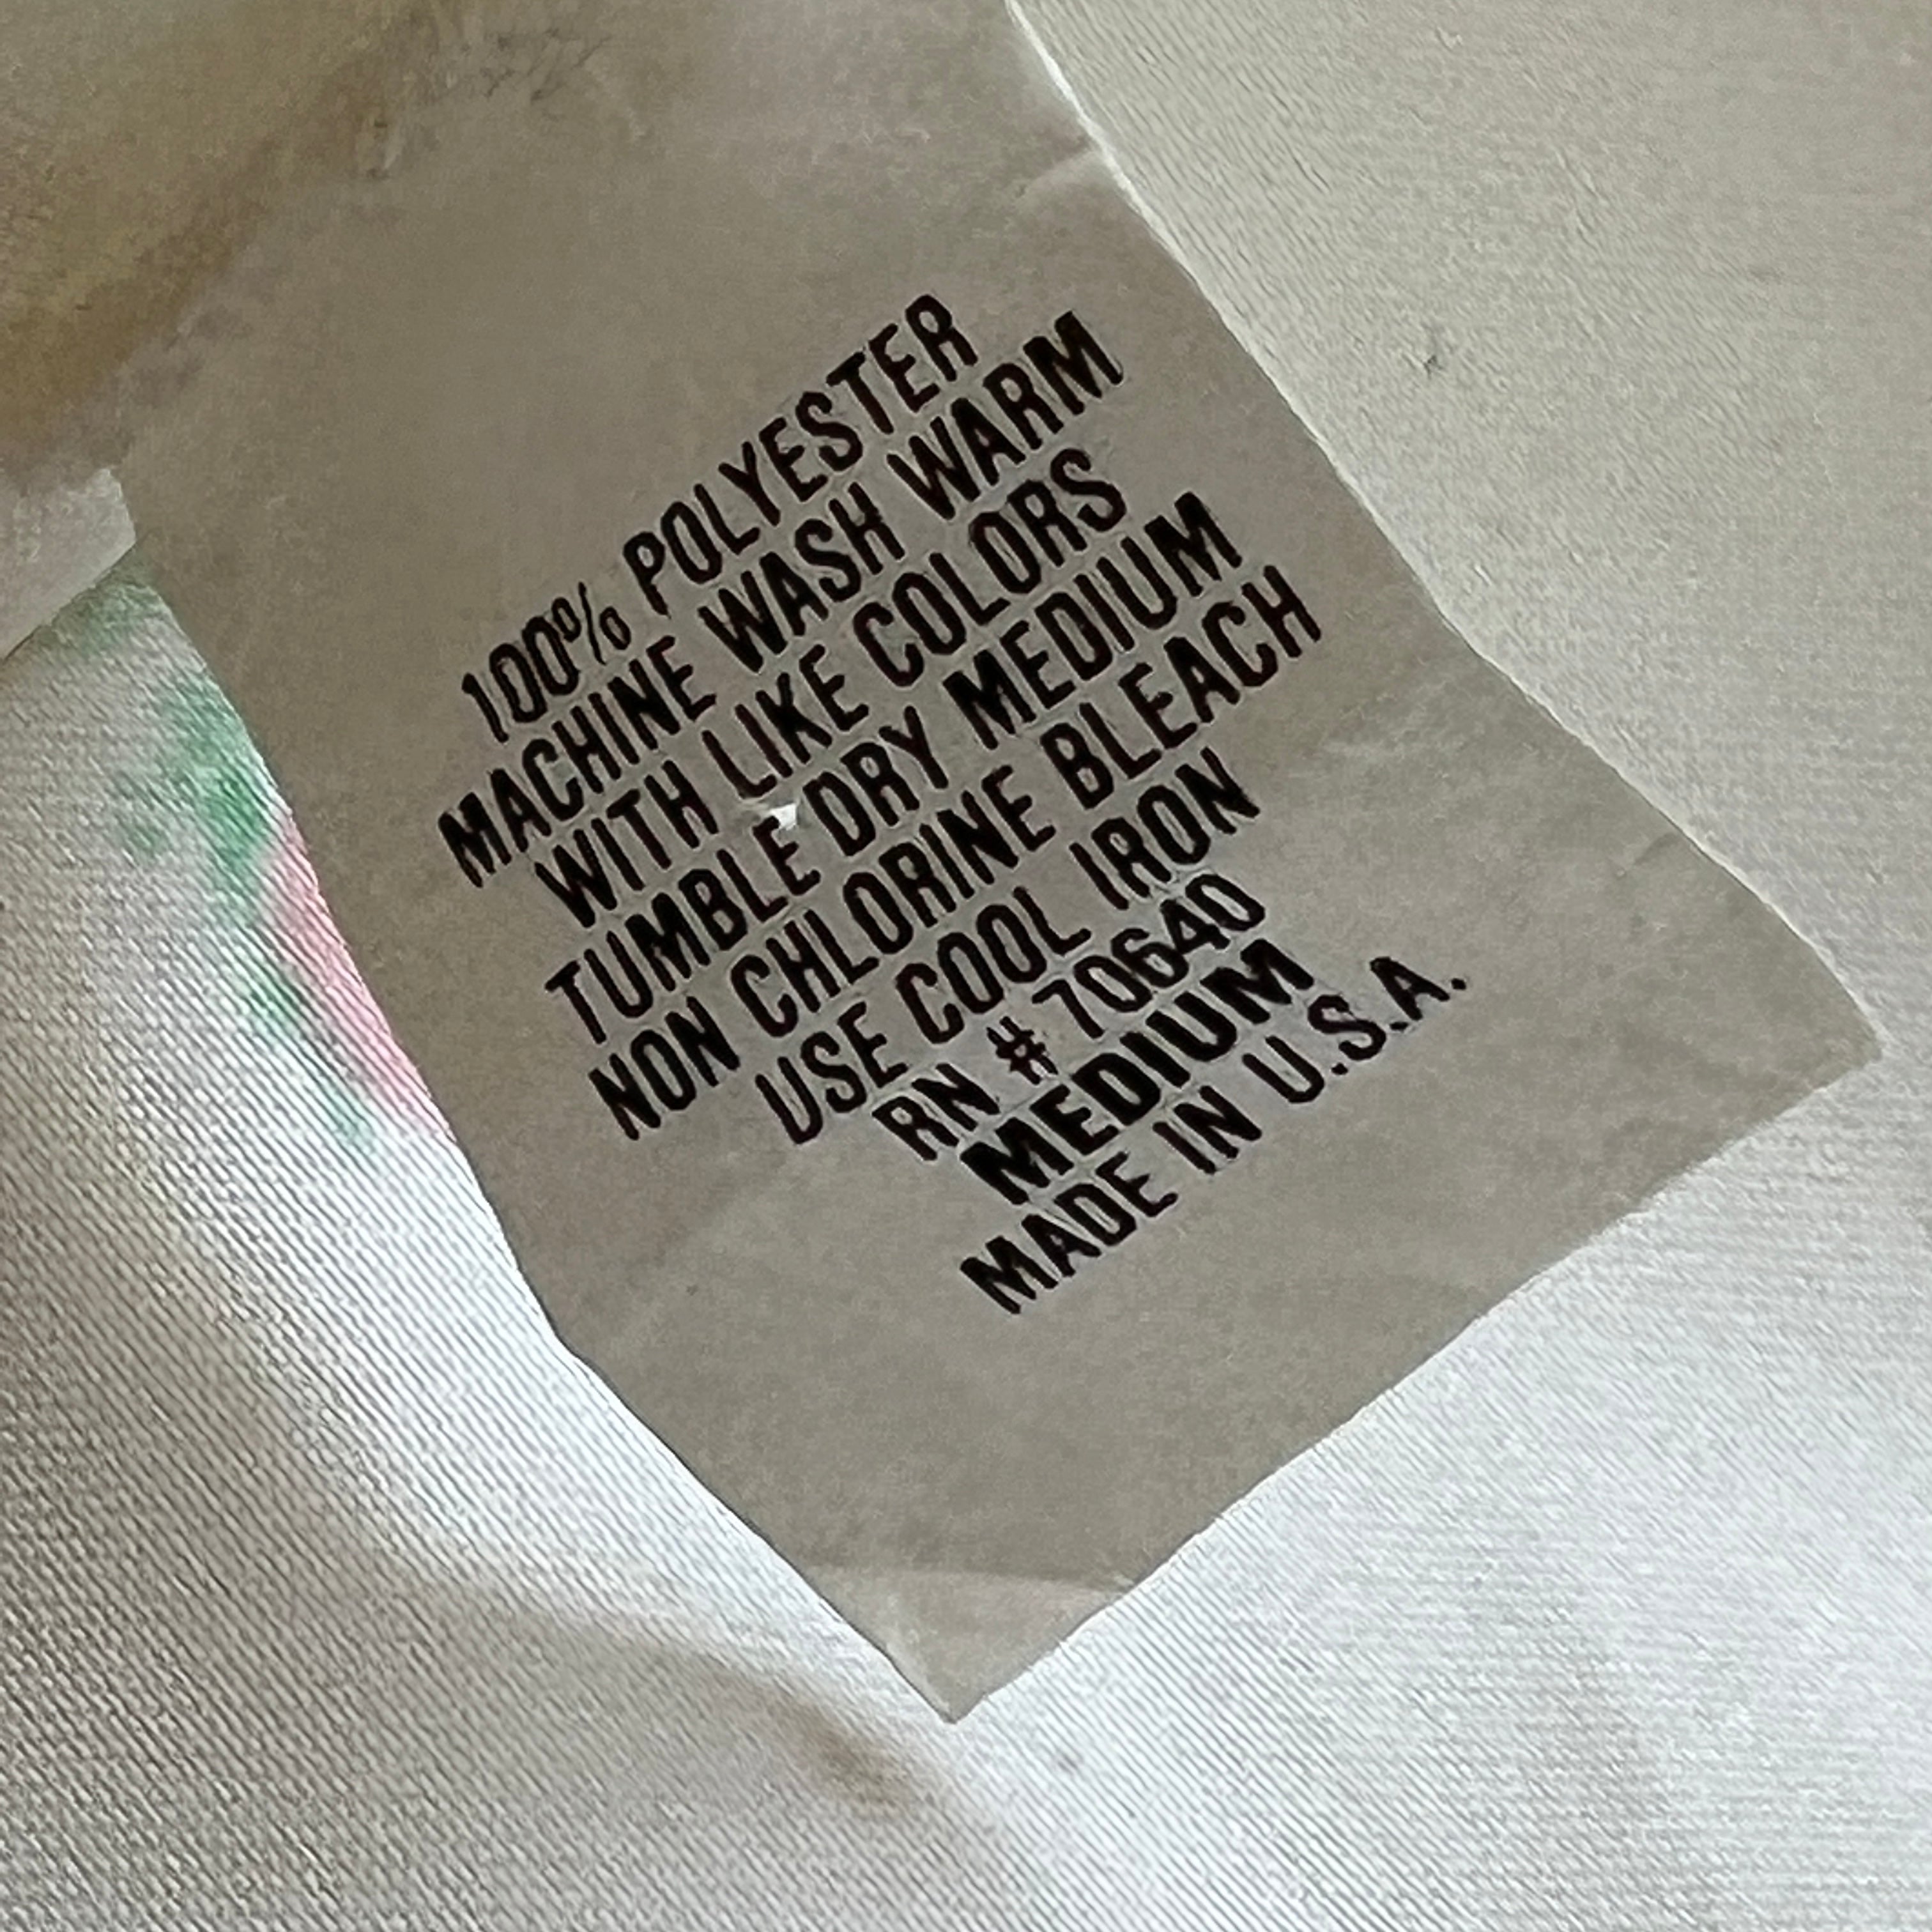 100% POLYESTER
MACHINE WASH WARM
WITH LIKE COLORS
TUMBLE DRY MEDIUM
NON CHLORINE BLEACH
USE COOL IRON
RN # 70640
MEDIUM
MADE IN U.S.A.